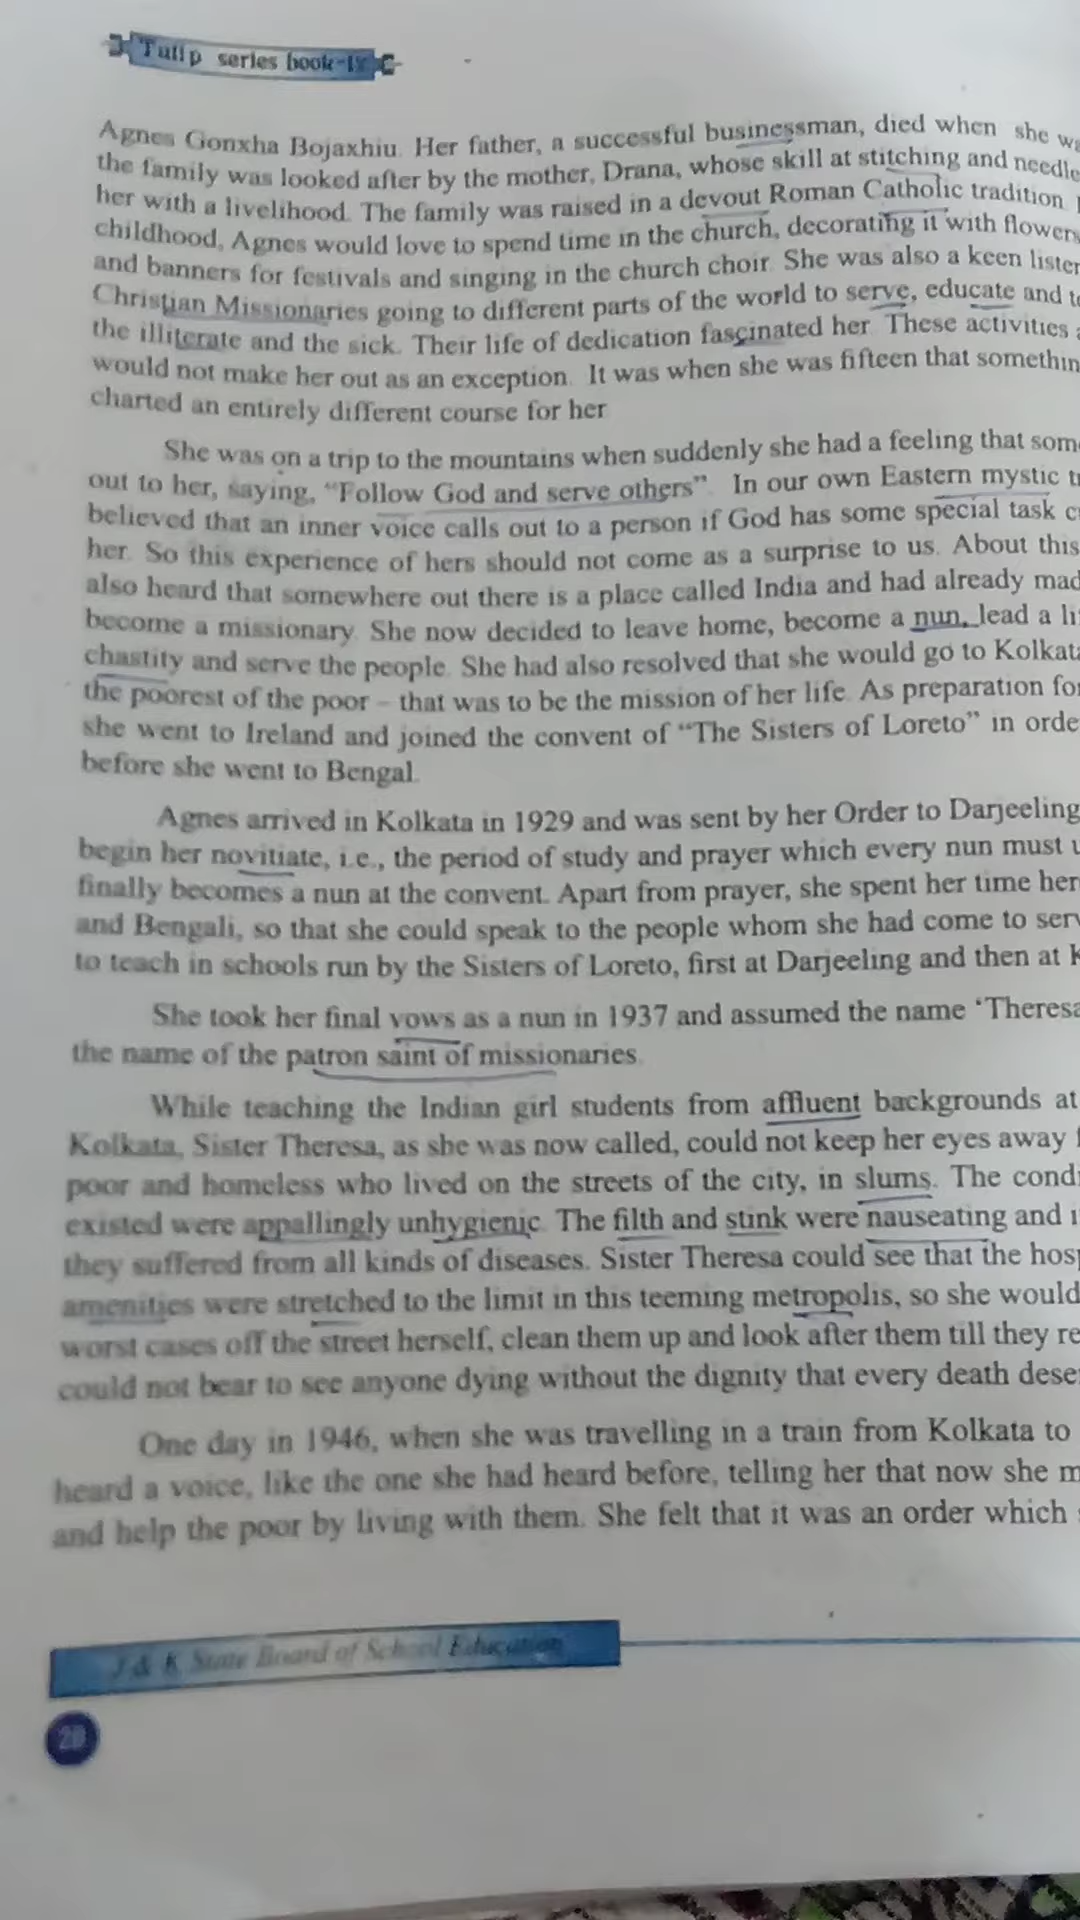 Tulip series book-IX
Agnes Gonxha Bojaxhiu. Her father, a successful businessman, died when she
the family was looked after by the mother, Drana, whose skill at stitching and
her with a livelihood. The family was raised in a devout Roman Catholic tradition.
childhood, Agnes would love to spend time in the church, decorating it with flowers
and banners for festivals and singing in the church choir. She was also a keen
Christian Missionaries going to different parts of the world to serve, educate and
the illiterate and the sick. Their life of dedication fascinated her. These activities
would not make her out as an exception. It was when she was fifteen that
charted an entirely different course for her
She was on a trip to the mountains when suddenly she had a feeling that
out to her, saying, “Follow God and serve others”. In our own Eastern mystic
believed that an inner voice calls out to a person if God has some special task
her. So this experience of hers should not come as a surprise to us. About this
also heard that somewhere out there is a place called India and had already
become a missionary. She now decided to leave home, become a nun, lead a
chastity and serve the people. She had also resolved that she would go to
the poorest of the poor – that was to be the mission of her life. As preparation
she went to Ireland and joined the convent of “The Sisters of Loreto” in
before she went to Bengal.
Agnes arrived in Kolkata in 1929 and was sent by her Order to Darjeeling
begin her novitiate, i.e., the period of study and prayer which every nun must
finally becomes a nun at the convent. Apart from prayer, she spent her time
and Bengali, so that she could speak to the people whom she had come to
to teach in schools run by the Sisters of Loreto, first at Darjeeling and then at
She took her final vows as a nun in 1937 and assumed the name ‘Theresa
the name of the patron saint of missionaries.
While teaching the Indian girl students from affluent backgrounds at
Kolkata, Sister Theresa, as she was now called, could not keep her eyes away
poor and homeless who lived on the streets of the city, in slums. The
existed were appallingly unhygienic. The filth and stink were nauseating and
they suffered from all kinds of diseases. Sister Theresa could see that the
amenities were stretched to the limit in this teeming metropolis, so she would
worst cases off the street herself, clean them up and look after them till they
could not bear to see anyone dying without the dignity that every death
One day in 1946, when she was travelling in a train from Kolkata to
heard a voice, like the one she had heard before, telling her that now she
and help the poor by living with them. She felt that it was an order which
J & K State Board of School Education
20